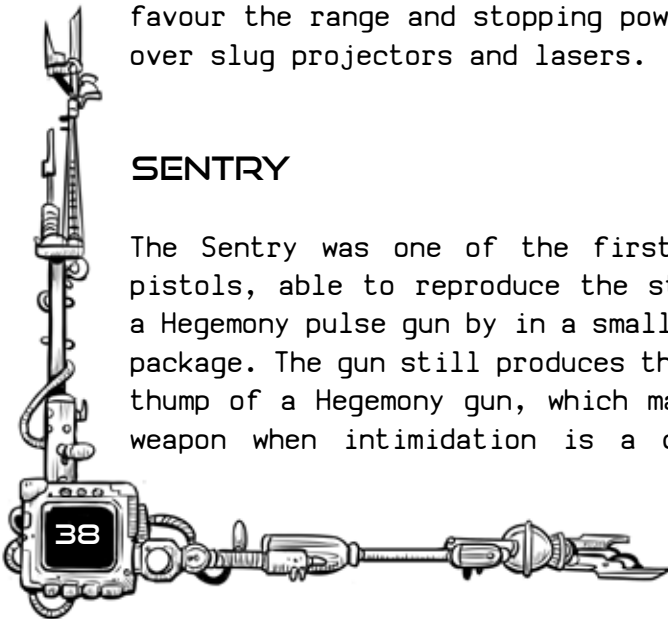 favour the range and stopping pow
over slug projectors and lasers.
SENTRY
The Sentry was one of the first
pistols, able to reproduce the s
a Hegemony pulse gun by in a small
package. The gun still produces th
thump of a Hegemony gun, which ma
weapon when intimidation is a
38